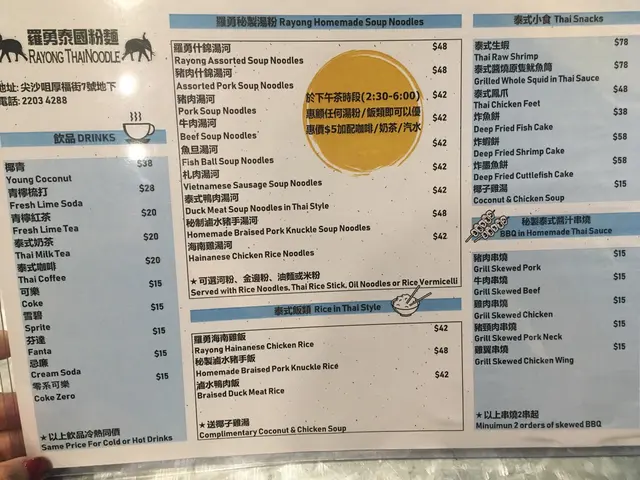 羅勇泰國粉麵
RAYONG THAI NOODLE
地址: 尖沙咀厚福街7號地下
電話: 2203 4288
飲品 DRINKS
椰青 $38
Young Coconut
青檸梳打 $28
Fresh Lime Soda
青檸紅茶 $20
Fresh Lime Tea
泰式奶茶 $20
Thai Milk Tea
泰式咖啡 $20
Thai Coffee
可樂 $15
Coke
雪碧 $15
Sprite
芬達 $15
Fanta
忌廉 $15
Cream Soda
零系可樂 $15
Coke Zero
★以上飲品冷熱同價
Same Price For Cold or Hot Drinks
羅勇秘製湯粉 Rayong Homemade Soup Noodles
羅勇什錦湯河 $48
Rayong Assorted Soup Noodles
豬肉什錦湯河 $48
Assorted Pork Soup Noodles
豬肉湯河 $42
Pork Soup Noodles
牛肉湯河 $42
Beef Soup Noodles
魚旦湯河 $42
Fish Ball Soup Noodles
札肉湯河 $42
Vietnamese Sausage Soup Noodles
泰式鴨肉湯河 $42
Duck Meat Soup Noodles in Thai Style
秘制滷水豬手湯河 $48
Homemade Braised Pork Knuckle Soup Noodles
海南雞湯河 $42
Hainanese Chicken Rice Noodles
★可選河粉、金邊粉、油麵或米粉
Served with Rice Noodles, Thai Rice Stick, Oil Noodles or Rice Vermicelli
於下午茶時段(2:30-6:00)
惠顧任何湯粉/飯類即可以優
惠價$5加配咖啡/奶茶/汽水
泰式飯類 Rice in Thai Style
羅勇海南雞飯 $42
Rayong Hainanese Chicken Rice
秘製滷水豬手飯 $48
Homemade Braised Pork Knuckle Rice
滷水鴨肉飯 $42
Braised Duck Meat Rice
★送椰子雞湯
Complimentary Coconut & Chicken Soup
泰式小食 Thai Snacks
泰式生蝦 $78
Thai Raw Shrimp
泰式醬燒原隻魷魚筒 $78
Grilled Whole Squid in Thai Sauce
泰式鳳爪 $48
Thai Chicken Feet
炸魚餅 $38
Deep Fried Fish Cake
炸蝦餅 $58
Deep Fried Shrimp Cake
炸墨魚餅 $58
Deep Fried Cuttlefish Cake
椰子雞湯 $15
Coconut & Chicken Soup
秘製泰式醬汁串燒
BBQ in Homemade Thai Sauce
豬肉串燒 $15
Grill Skewed Pork
牛肉串燒 $15
Grill Skewed Beef
雞肉串燒 $15
Grill Skewed Chicken
豬頸肉串燒 $15
Grill Skewed Pork Neck
雞翼串燒 $15
Grill Skewed Chicken Wing
★以上串燒2串起
Minuimun 2 orders of skewed BBQ